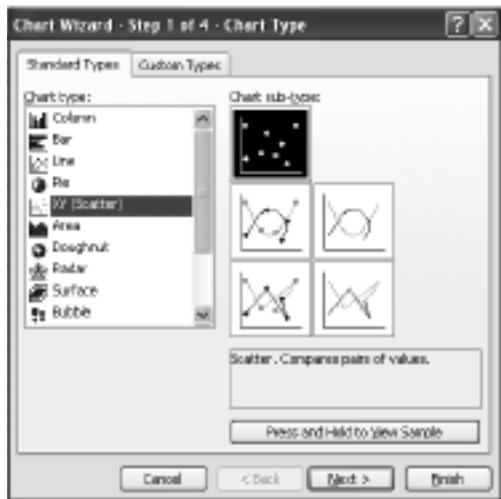 Chart Wizard - Step 1 of 4 - Chart Type
Standard Types
Custom Types
Chart type:
Column
Bar
Line
Pie
XY (Scatter)
Area
Doughnut
Radar
Surface
Bubble
Chart sub-type:
Scatter. Compares pairs of values.
Press and Hold to View Sample
Cancel
< Back
Next >
Finish